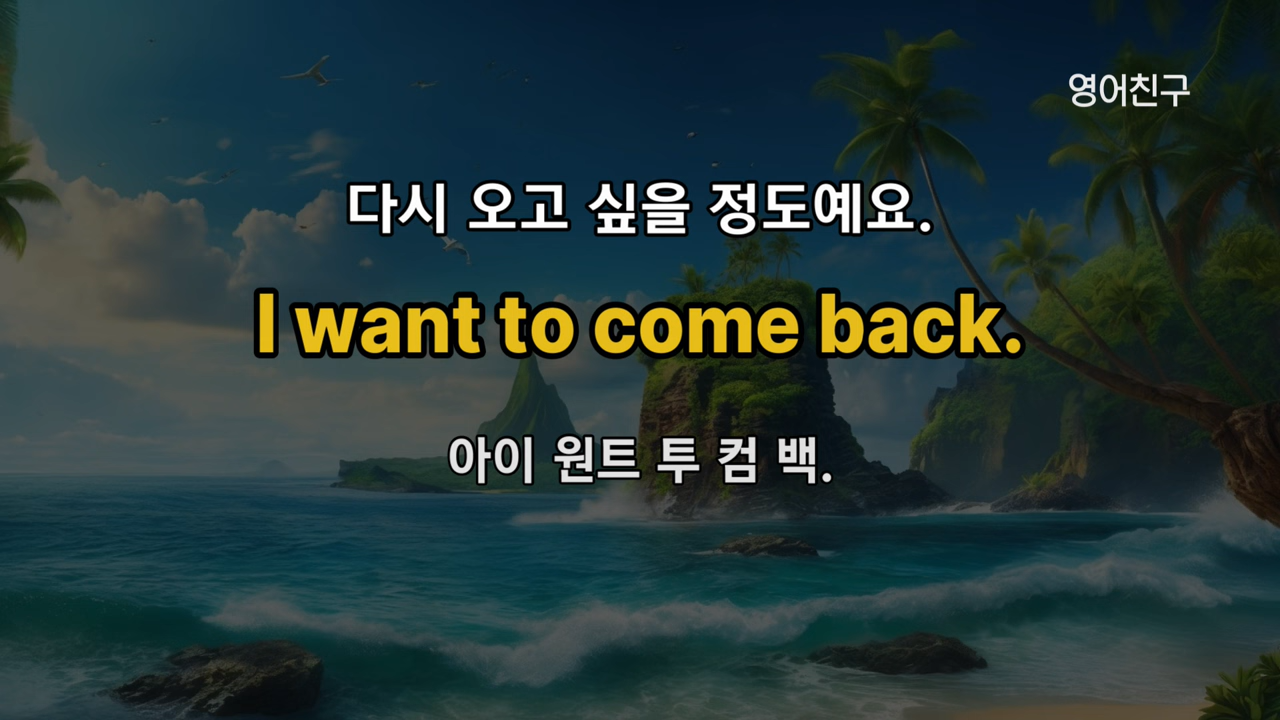 영어친구
다시 오고 싶을 정도예요.
I want to come back.
아이 원트 투 컴 백.